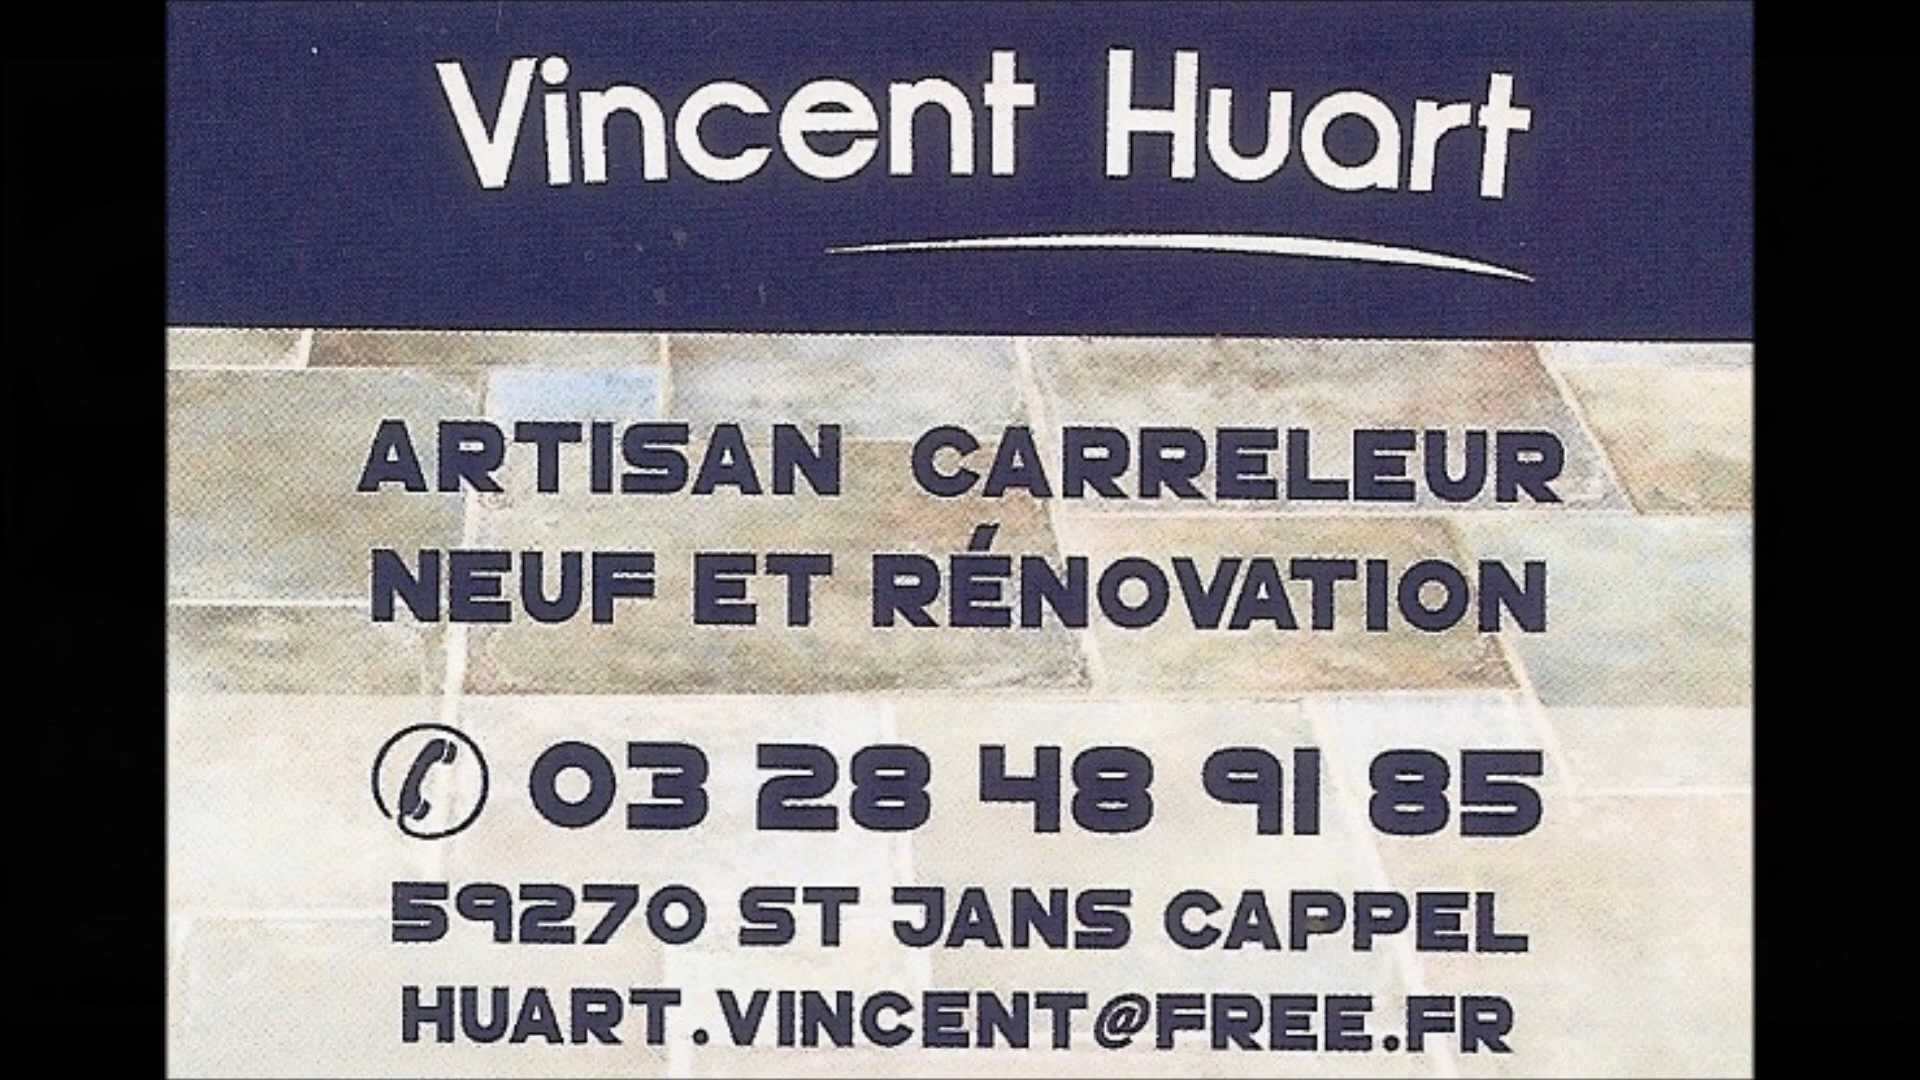 Vincent Huart
ARTISAN CARRELEUR
NEUF ET RÉNOVATION
03 28 48 91 85
59270 ST JANS CAPPEL
HUART.VINCENT@FREE.FR